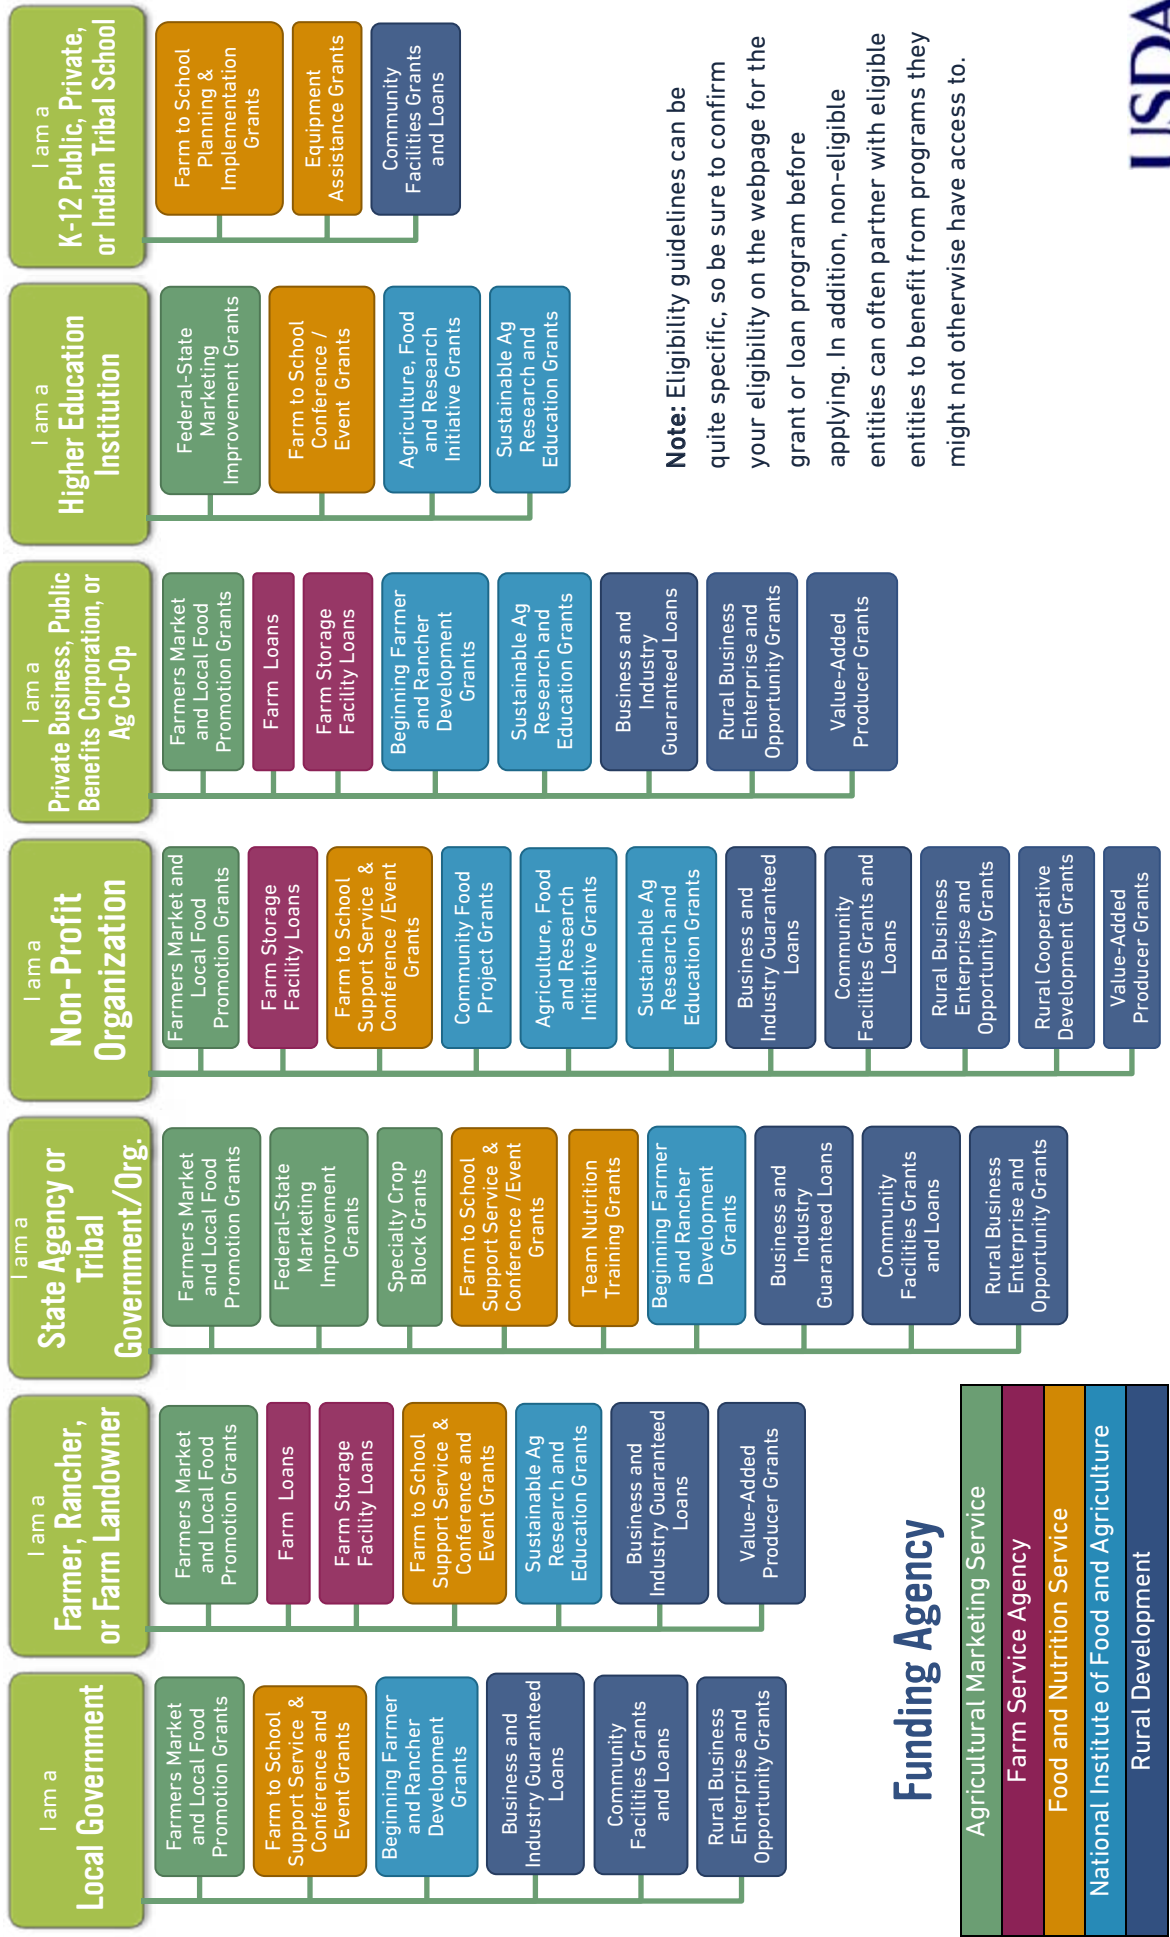 I am a
Local Government
Farmers Market
and Local Food
Promotion Grants
Farm to School
Support Service &
Conference and
Event Grants
Beginning Farmer
and Rancher
Development
Grants
Business and
Industry Guaranteed
Loans
Community
Facilities Grants
and Loans
Rural Business
Enterprise and
Opportunity Grants
I am a
Farmer, Rancher,
or Farm Landowner
Farmers Market
and Local Food
Promotion Grants
Farm Loans
Farm Storage
Facility Loans
Farm to School
Support Service &
Conference and
Event Grants
Sustainable Ag
Research and
Education Grants
Business and
Industry Guaranteed
Loans
Value-Added
Producer Grants
I am a
State Agency or
Tribal
Government/Org.
Farmers Market
and Local Food
Promotion Grants
Federal-State
Marketing
Improvement
Grants
Specialty Crop
Block Grants
Farm to School
Support Service &
Conference /Event
Grants
Team Nutrition
Training Grants
Beginning Farmer
and Rancher
Development
Grants
Business and
Industry
Guaranteed Loans
Community
Facilities Grants
and Loans
Rural Business
Enterprise and
Opportunity Grants
I am a
Non-Profit
Organization
Farmers Market and
Local Food
Promotion Grants
Farm Storage
Facility Loans
Farm to School
Support Service &
Conference /Event
Grants
Community Food
Project Grants
Agriculture, Food
and Research
Initiative Grants
Sustainable Ag
Research and
Education Grants
Business and
Industry Guaranteed
Loans
Community
Facilities Grants and
Loans
Rural Business
Enterprise and
Opportunity Grants
Rural Cooperative
Development Grants
Value-Added
Producer Grants
I am a
Private Business, Public
Benefits Corporation, or
Ag Co-Op
Farmers Market
and Local Food
Promotion Grants
Farm Loans
Farm Storage
Facility Loans
Beginning Farmer
and Rancher
Development
Grants
Sustainable Ag
Research and
Education Grants
Business and
Industry
Guaranteed Loans
Rural Business
Enterprise and
Opportunity Grants
Value-Added
Producer Grants
I am a
Higher Education
Institution
Federal-State
Marketing
Improvement Grants
Farm to School
Conference /
Event Grants
Agriculture, Food
and Research
Initiative Grants
Sustainable Ag
Research and
Education Grants
I am a
K-12 Public, Private,
or Indian Tribal School
Farm to School
Planning &
Implementation
Grants
Equipment
Assistance Grants
Community
Facilities Grants
and Loans
Note: Eligibility guidelines can be
quite specific, so be sure to confirm
your eligibility on the webpage for the
grant or loan program before
applying. In addition, non-eligible
entities can often partner with eligible
entities to benefit from programs they
might not otherwise have access to.
Funding Agency
Agricultural Marketing Service
Farm Service Agency
Food and Nutrition Service
National Institute of Food and Agriculture
Rural Development
USDA